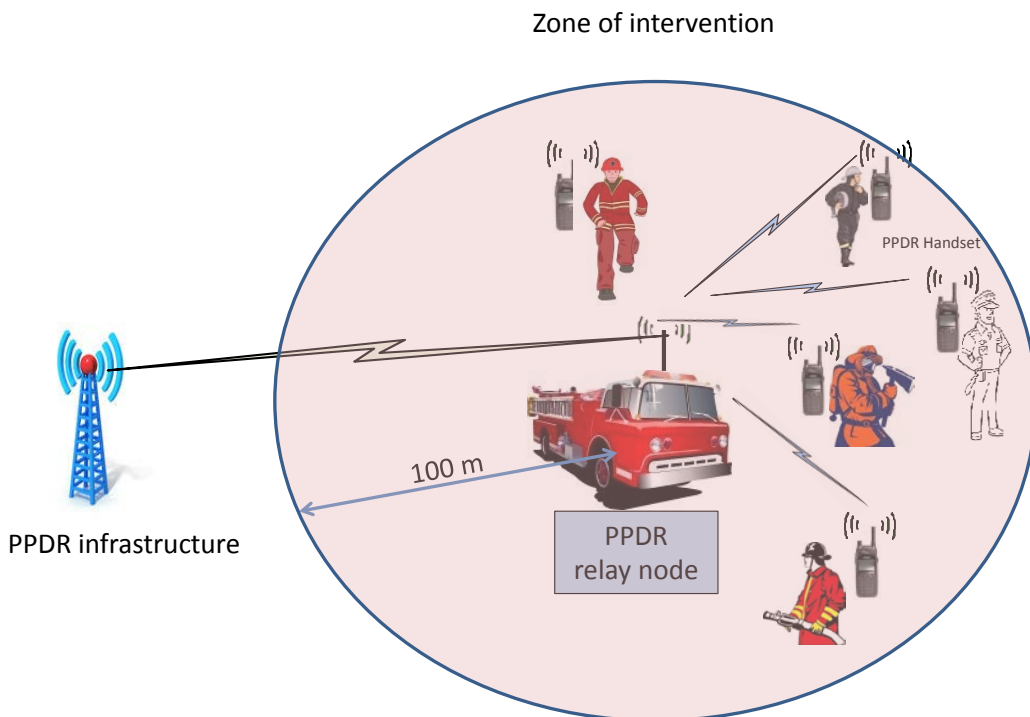 Zone of intervention
PPDR Handset
100 m
PPDR infrastructure
PPDR
relay node